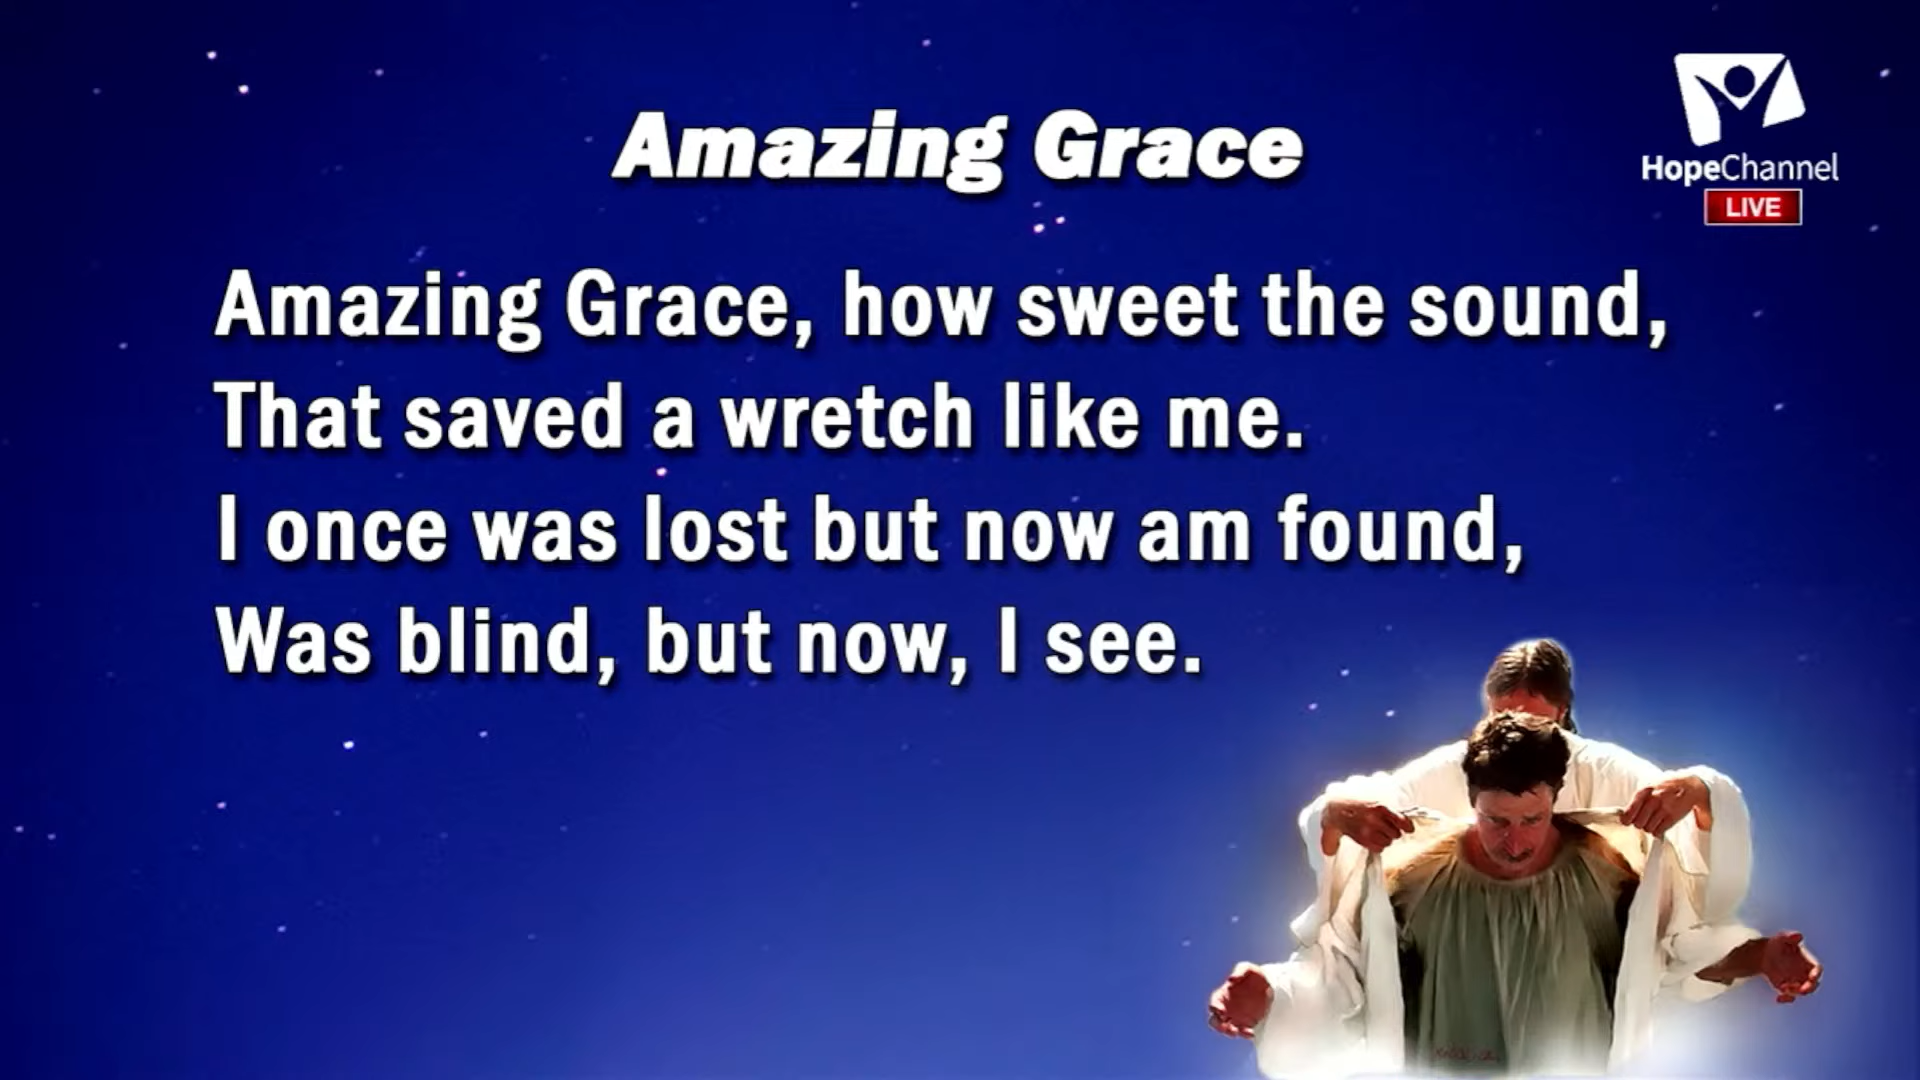 Amazing Grace
HopeChannel
LIVE
Amazing Grace, how sweet the sound,
That saved a wretch like me.
I once was lost but now am found,
Was blind, but now, I see.